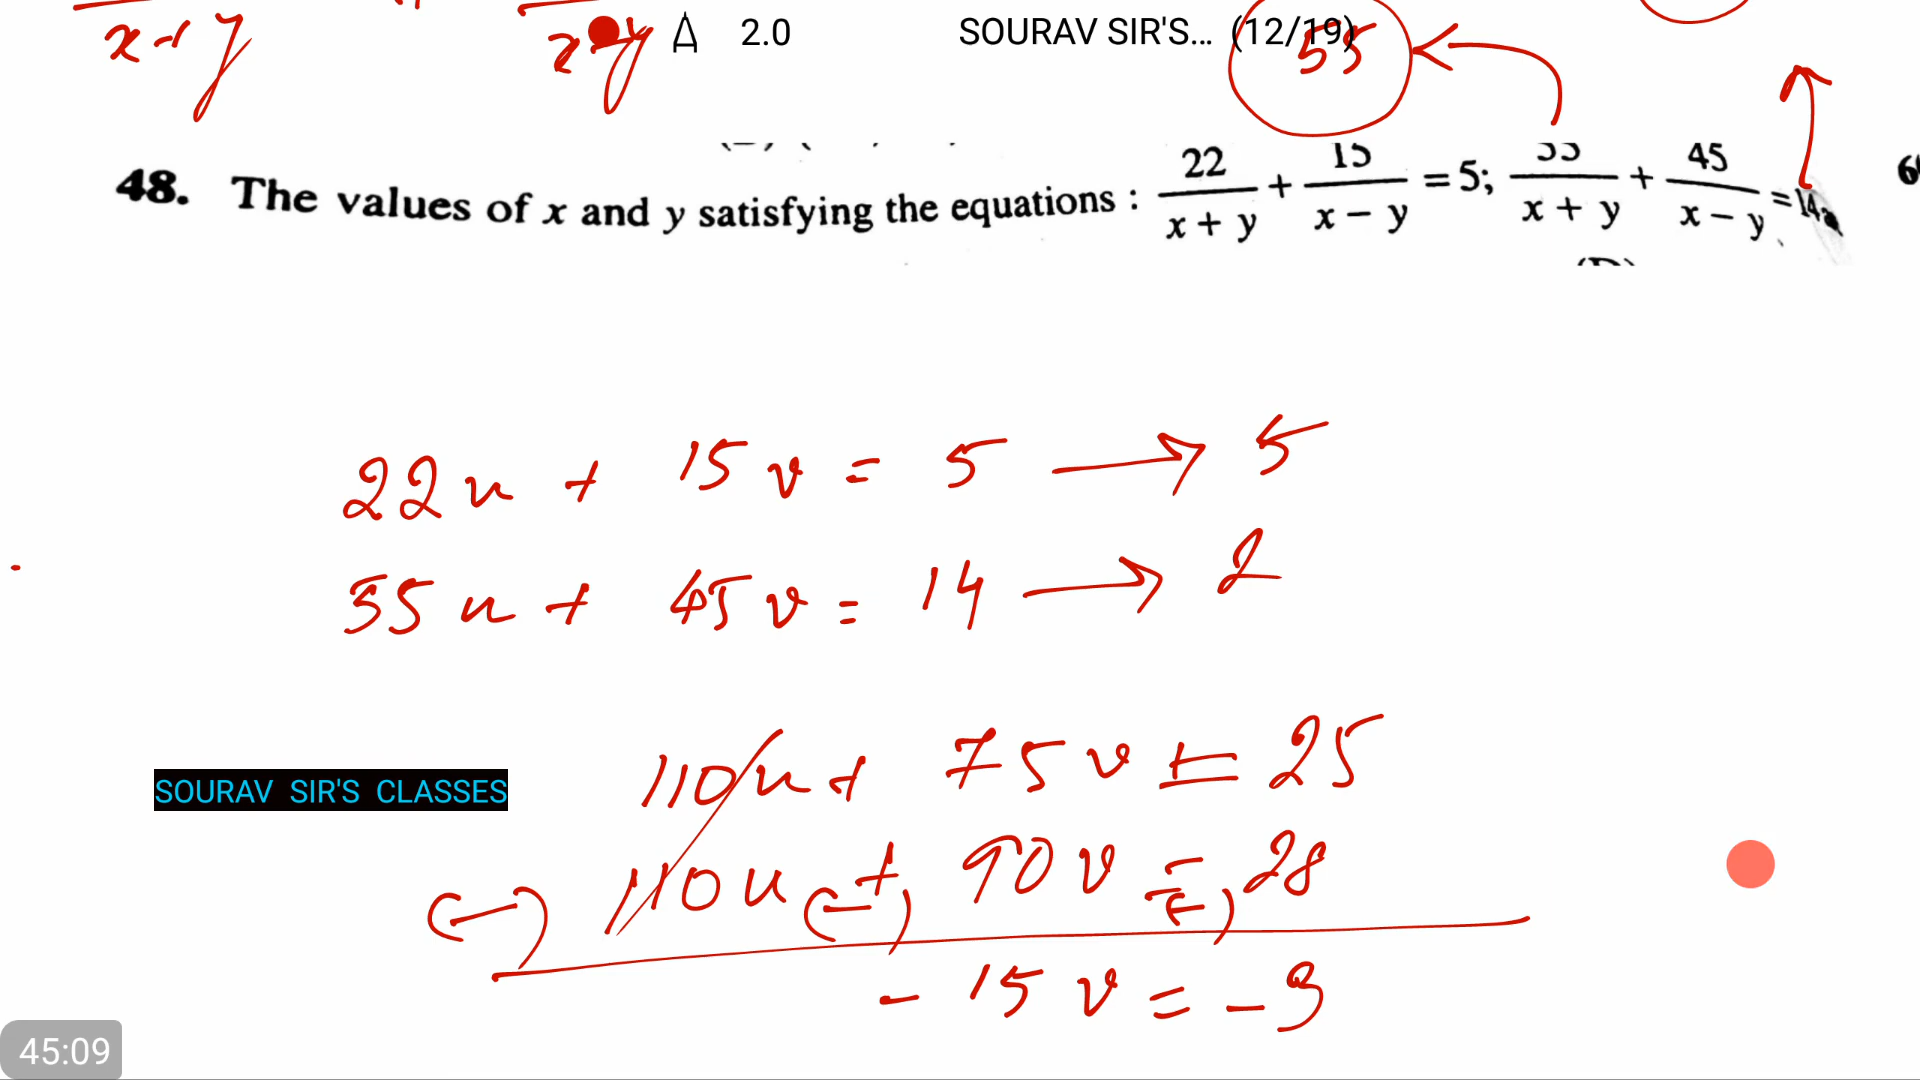 x+y x-y 2.0 SOURAV SIR'S... (12/19) 55
48. The values of x and y satisfying the equations : 22/(x + y) + 15/(x − y) = 5; 55/(x + y) + 45/(x − y) = 14.
22u + 15v = 5 → 5
55u + 45v = 14 → 2
110u + 75v = 25
SOURAV SIR'S CLASSES
(-) 110u (-)+ 90v = (-) 28
- 15v = -3
45:09